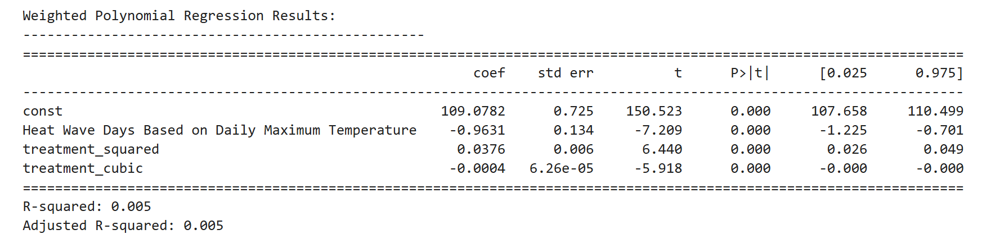 Weighted Polynomial Regression Results:
--------------------------------------------------
=====================================================================================================================
coef std err t P>|t| [0.025 0.975]
---------------------------------------------------------------------------------------------------------------------
const 109.0782 0.725 150.523 0.000 107.658 110.499
Heat Wave Days Based on Daily Maximum Temperature -0.9631 0.134 -7.209 0.000 -1.225 -0.701
treatment_squared 0.0376 0.006 6.440 0.000 0.026 0.049
treatment_cubic -0.0004 6.26e-05 -5.918 0.000 -0.000 -0.000
=====================================================================================================================
R-squared: 0.005
Adjusted R-squared: 0.005